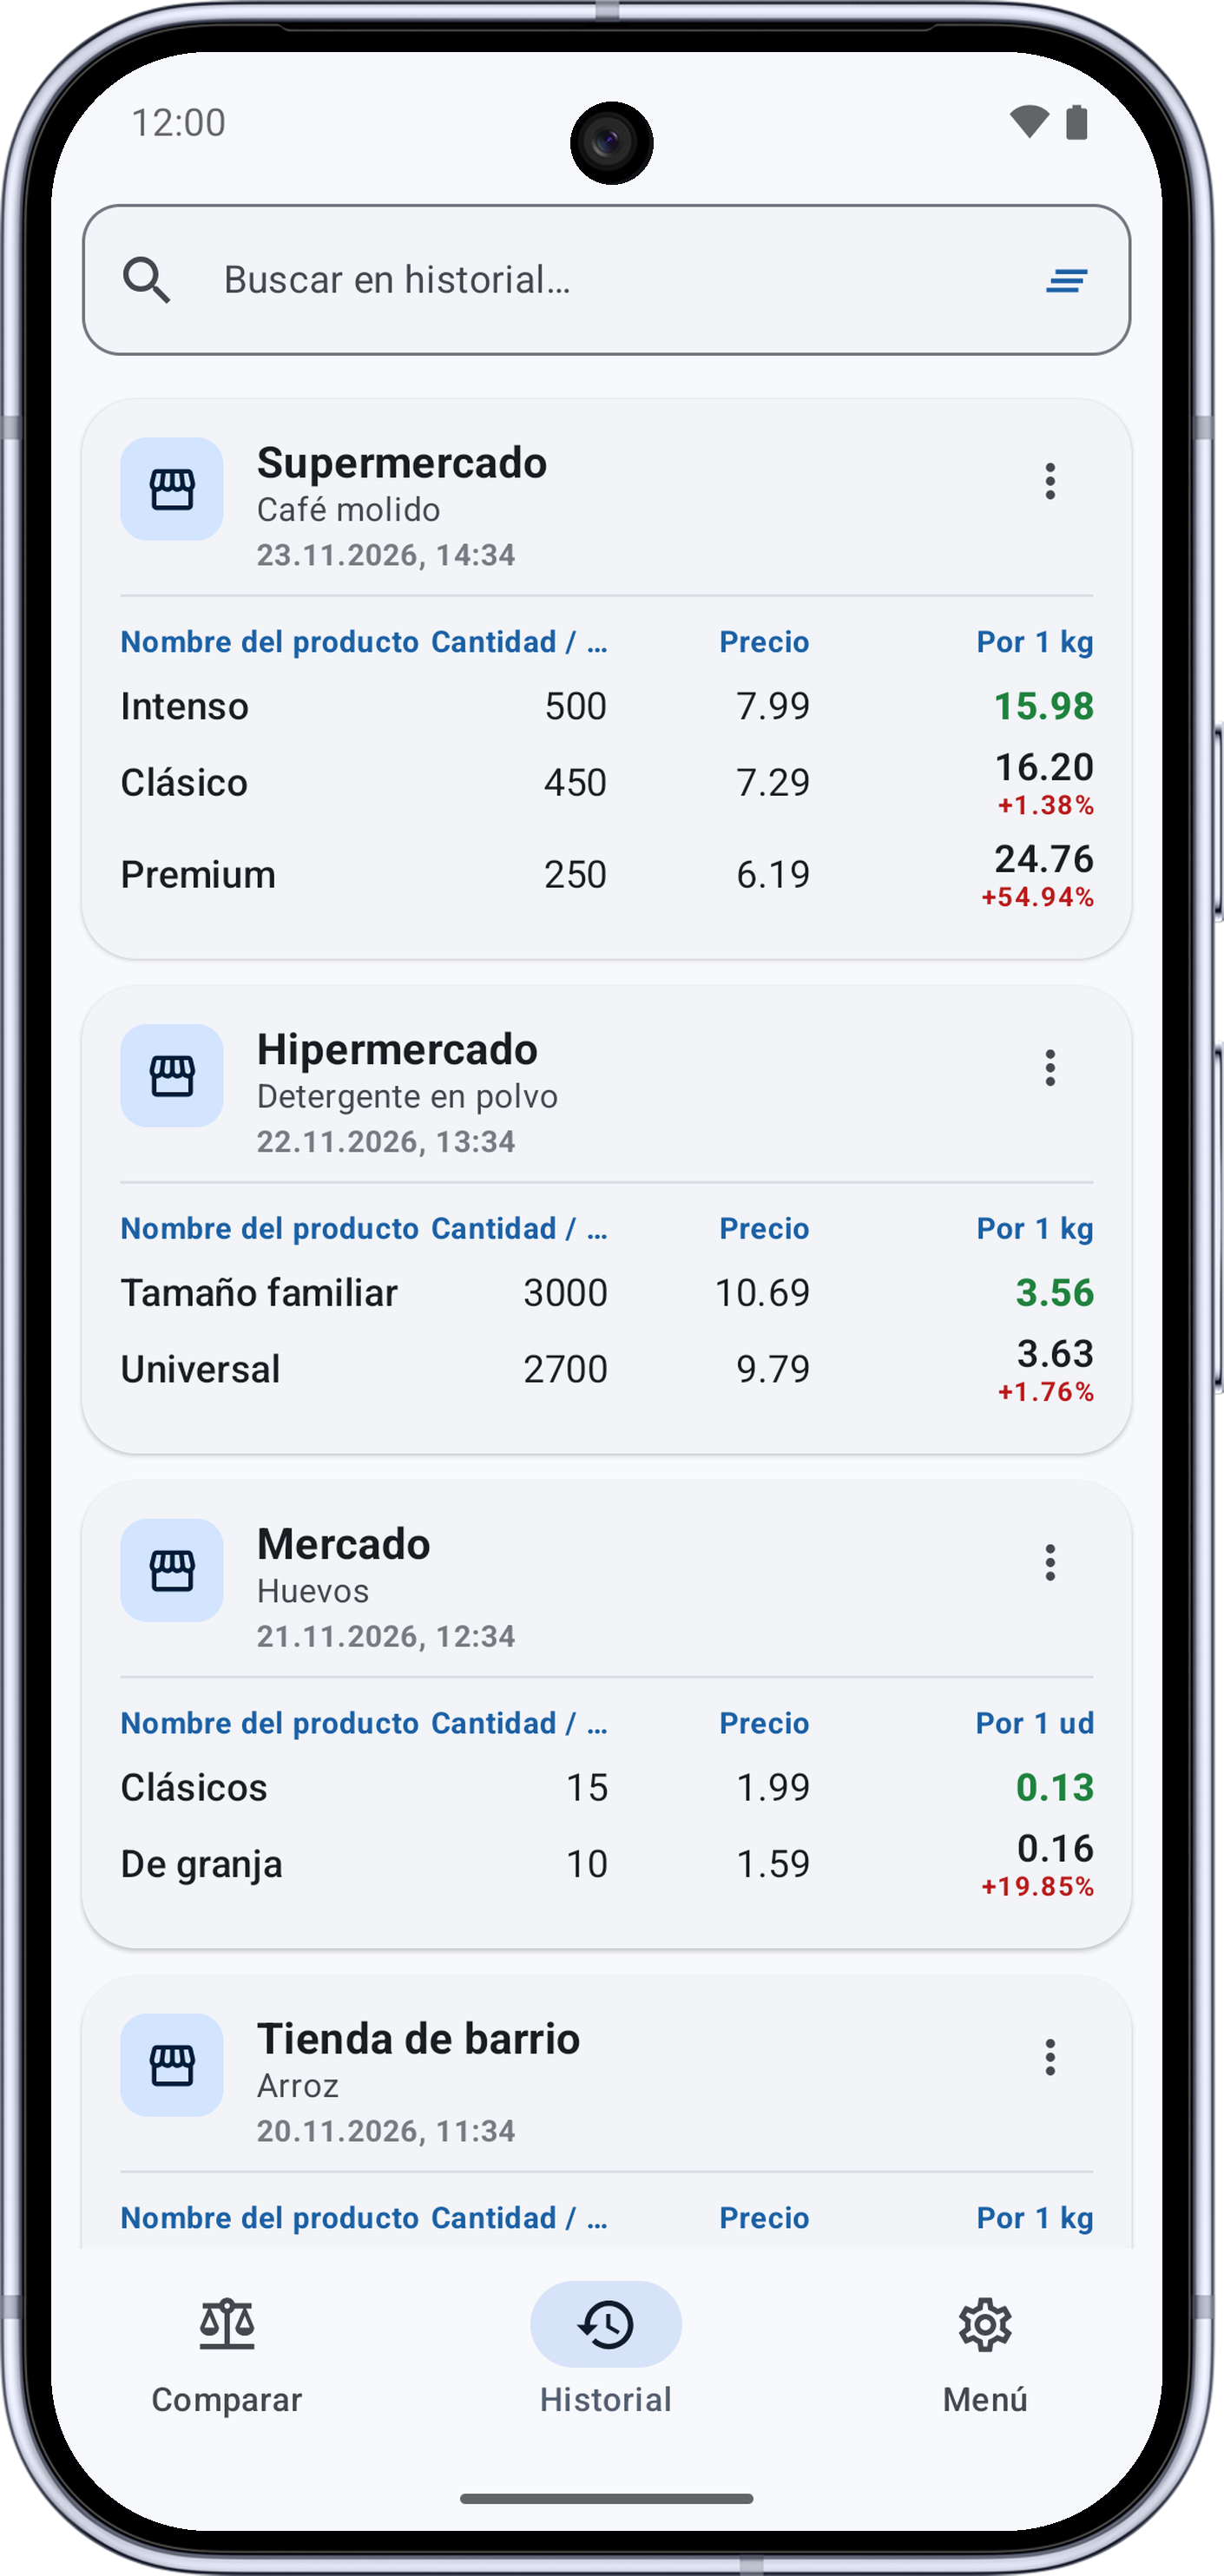 12:00
Buscar en historial…
Supermercado
Café molido
23.11.2026, 14:34
Nombre del producto Cantidad / … Precio Por 1 kg
Intenso 500 7.99 15.98
Clásico 450 7.29 16.20
+1.38%
Premium 250 6.19 24.76
+54.94%
Hipermercado
Detergente en polvo
22.11.2026, 13:34
Nombre del producto Cantidad / … Precio Por 1 kg
Tamaño familiar 3000 10.69 3.56
Universal 2700 9.79 3.63
+1.76%
Mercado
Huevos
21.11.2026, 12:34
Nombre del producto Cantidad / … Precio Por 1 ud
Clásicos 15 1.99 0.13
De granja 10 1.59 0.16
+19.85%
Tienda de barrio
Arroz
20.11.2026, 11:34
Nombre del producto Cantidad / … Precio Por 1 kg
Comparar Historial Menú